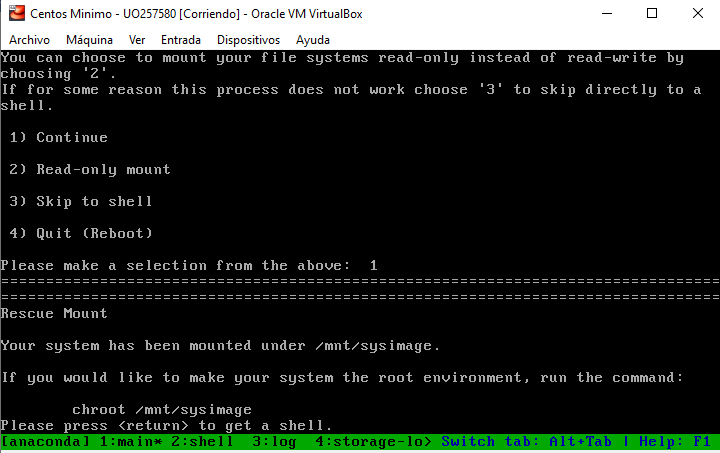 Centos Minimo - UO257580 [Corriendo] - Oracle VM VirtualBox
Archivo Máquina Ver Entrada Dispositivos Ayuda
You can choose to mount your file systems read-only instead of read-write by
choosing '2'.
If for some reason this process does not work choose '3' to skip directly to a
shell.
1) Continue
2) Read-only mount
3) Skip to shell
4) Quit (Reboot)
Please make a selection from the above:  1
================================================================================
================================================================================
Rescue Mount
Your system has been mounted under /mnt/sysimage.
If you would like to make your system the root environment, run the command:
chroot /mnt/sysimage
Please press <return> to get a shell.
[anaconda] 1:main* 2:shell  3:log  4:storage-lo> Switch tab: Alt+Tab | Help: F1